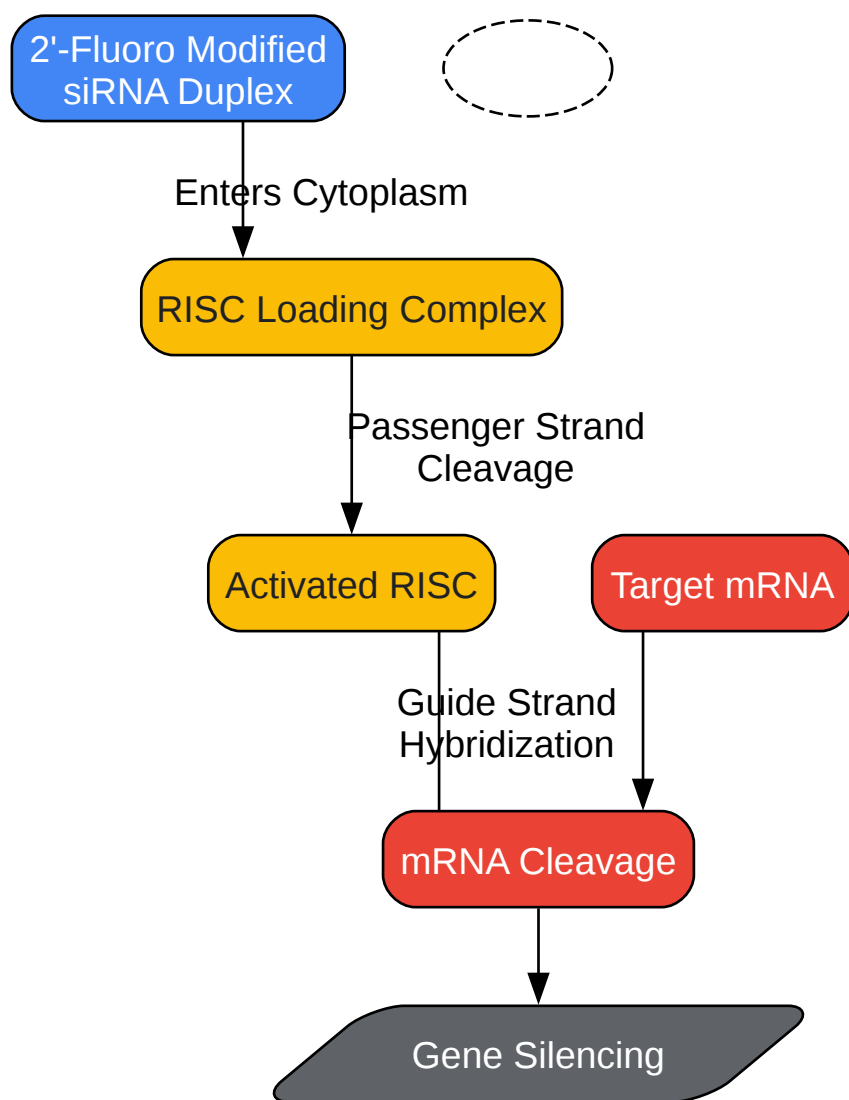 2'-Fluoro Modified
siRNA Duplex
Enters Cytoplasm
RISC Loading Complex
Passenger Strand
Cleavage
Activated RISC
Target mRNA
Guide Strand
Hybridization
mRNA Cleavage
Gene Silencing